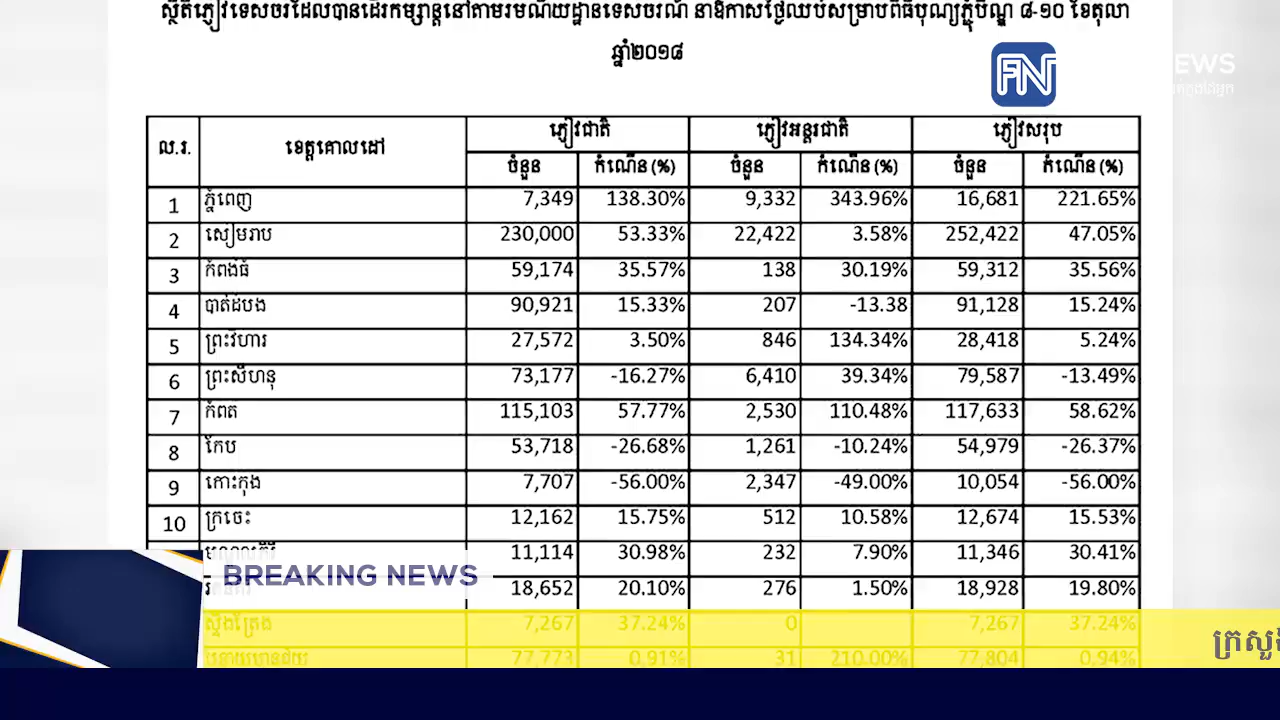 ស្ថិតិភ្ញៀវទេសចរដែលបានដើរកម្សាន្តនៅតាមរមណីយដ្ឋានទេសចរណ៍ នាឱកាសថ្ងៃឈប់សម្រាប់ពិធីបុណ្យភ្ជុំបិណ្ឌ ៨-១០ ខែតុលា
ឆ្នាំ២០១៨
FN EWS
ល.រ. ខេត្តគោលដៅ ភ្ញៀវជាតិ ភ្ញៀវអន្តរជាតិ ភ្ញៀវសរុប
ចំនួន កំណើន (%) ចំនួន កំណើន (%) ចំនួន កំណើន (%)
1 ភ្នំពេញ 7,349 138.30% 9,332 343.96% 16,681 221.65%
2 សៀមរាប 230,000 53.33% 22,422 3.58% 252,422 47.05%
3 កំពង់ធំ 59,174 35.57% 138 30.19% 59,312 35.56%
4 បាត់ដំបង 90,921 15.33% 207 -13.38 91,128 15.24%
5 ព្រះវិហារ 27,572 3.50% 846 134.34% 28,418 5.24%
6 ព្រះសីហនុ 73,177 -16.27% 6,410 39.34% 79,587 -13.49%
7 កំពត 115,103 57.77% 2,530 110.48% 117,633 58.62%
8 កែប 53,718 -26.68% 1,261 -10.24% 54,979 -26.37%
9 កោះកុង 7,707 -56.00% 2,347 -49.00% 10,054 -56.00%
10 ក្រចេះ 12,162 15.75% 512 10.58% 12,674 15.53%
11,114 30.98% 232 7.90% 11,346 30.41%
BREAKING NEWS
18,652 20.10% 276 1.50% 18,928 19.80%
ស្ទឹងត្រែង 7,267 37.24% 0 7,267 37.24%
បន្ទាយមានជ័យ 77,773 0.91% 31 210.00% 77,804 0.94%
ក្រសួង